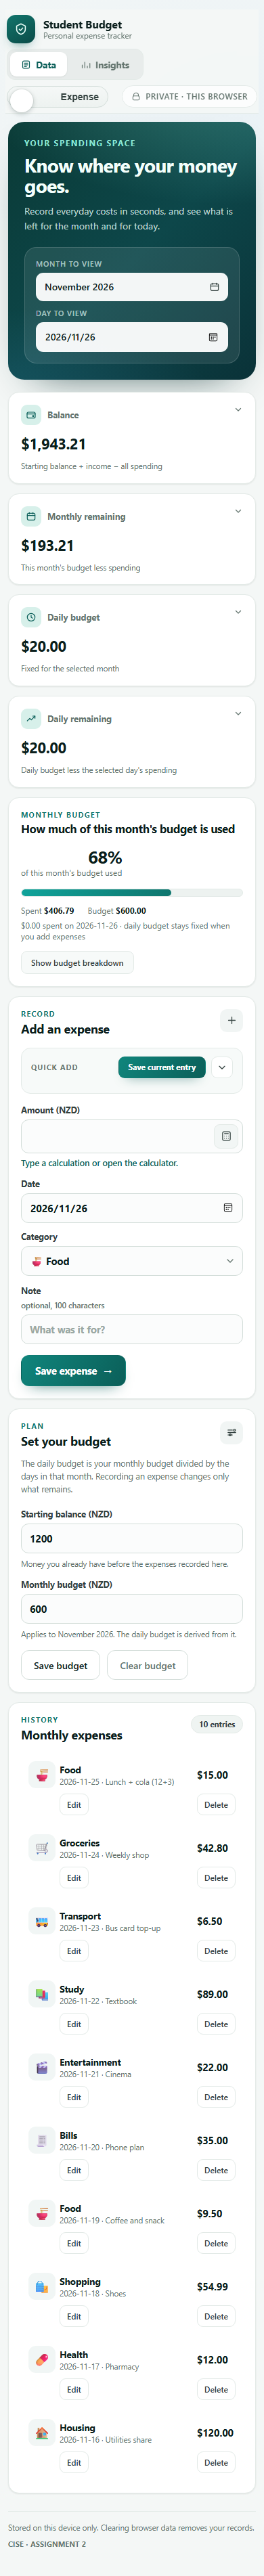 Student Budget
Personal expense tracker
Data
Insights
Expense
PRIVATE · THIS BROWSER
YOUR SPENDING SPACE
Know where your money
goes.
Record everyday costs in seconds, and see what is
left for the month and for today.
MONTH TO VIEW
November 2026
DAY TO VIEW
2026/11/26
Balance
$1,943.21
Starting balance + income − all spending
Monthly remaining
$193.21
This month's budget less spending
Daily budget
$20.00
Fixed for the selected month
Daily remaining
$20.00
Daily budget less the selected day's spending
MONTHLY BUDGET
How much of this month's budget is used
68%
of this month's budget used
Spent $406.79 Budget $600.00
$0.00 spent on 2026-11-26 · daily budget stays fixed when
you add expenses
Show budget breakdown
RECORD
Add an expense
QUICK ADD
Save current entry
Amount (NZD)
Type a calculation or open the calculator.
Date
2026/11/26
Category
Food
Note
optional, 100 characters
What was it for?
Save expense →
PLAN
Set your budget
The daily budget is your monthly budget divided by the
days in that month. Recording an expense changes only
what remains.
Starting balance (NZD)
1200
Money you already have before the expenses recorded here.
Monthly budget (NZD)
600
Applies to November 2026. The daily budget is derived from it.
Save budget
Clear budget
HISTORY
Monthly expenses
10 entries
Food
2026-11-25 · Lunch + cola (12+3)
$15.00
Edit
Delete
Groceries
2026-11-24 · Weekly shop
$42.80
Edit
Delete
Transport
2026-11-23 · Bus card top-up
$6.50
Edit
Delete
Study
2026-11-22 · Textbook
$89.00
Edit
Delete
Entertainment
2026-11-21 · Cinema
$22.00
Edit
Delete
Bills
2026-11-20 · Phone plan
$35.00
Edit
Delete
Food
2026-11-19 · Coffee and snack
$9.50
Edit
Delete
Shopping
2026-11-18 · Shoes
$54.99
Edit
Delete
Health
2026-11-17 · Pharmacy
$12.00
Edit
Delete
Housing
2026-11-16 · Utilities share
$120.00
Edit
Delete
Stored on this device only. Clearing browser data removes your records.
CISE · ASSIGNMENT 2